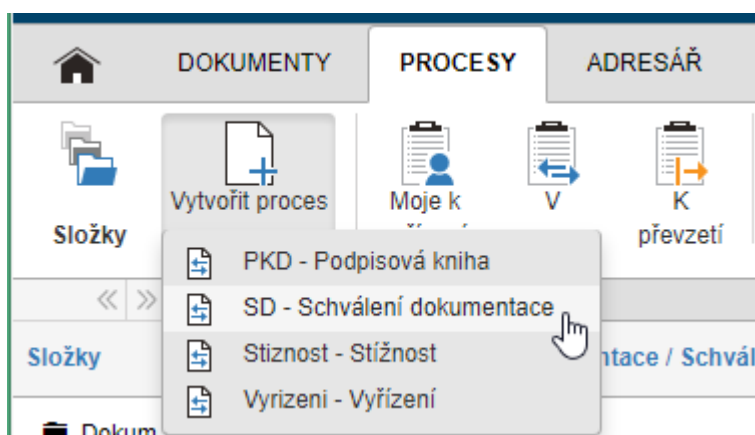 DOKUMENTY PROCESY ADRESÁŘ
Vytvořit proces Moje k V K
Složky převzetí
PKD - Podpisová kniha
SD - Schválení dokumentace
Složky ntace / Schvál
Stiznost - Stížnost
Vyrizeni - Vyřízení
Dokum